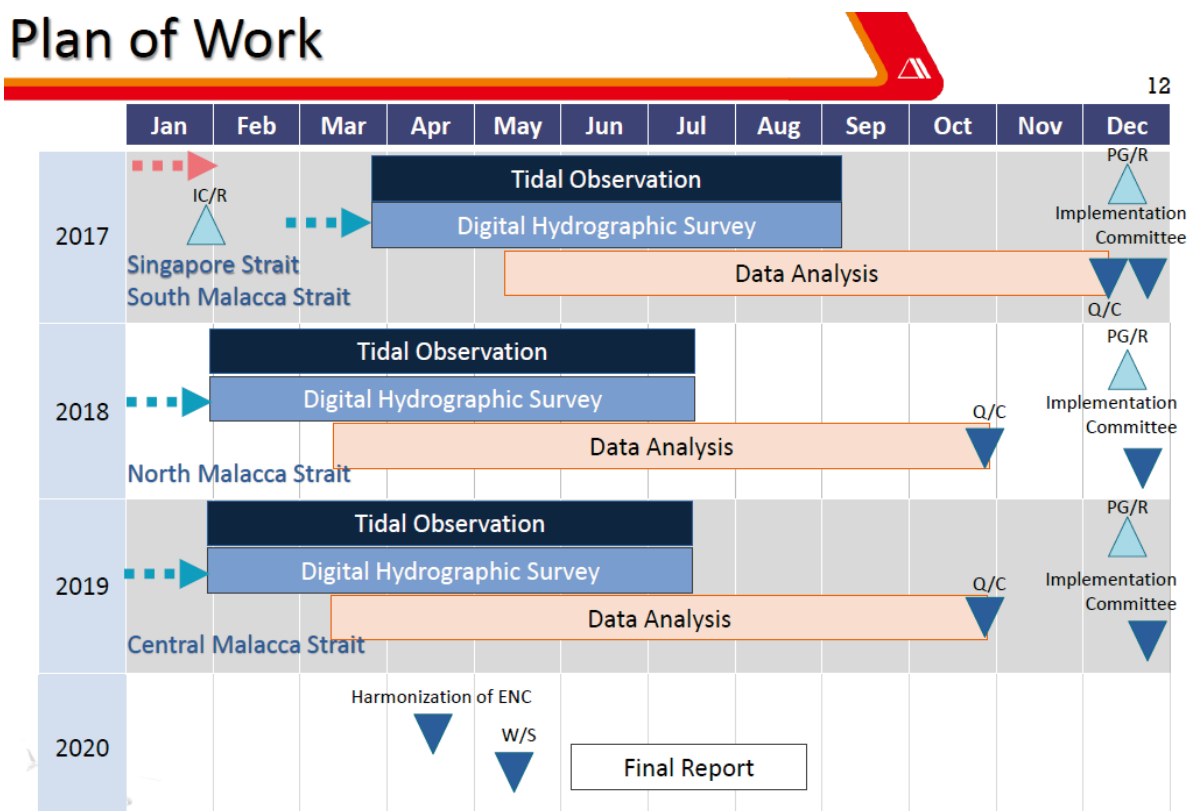 Plan of Work
12
Jan Feb Mar Apr May Jun Jul Aug Sep Oct Nov Dec
2017
IC/R
Tidal Observation
Digital Hydrographic Survey
Data Analysis
PG/R
Implementation
Committee
Q/C
Singapore Strait
South Malacca Strait
2018
Tidal Observation
Digital Hydrographic Survey
Data Analysis
Q/C
PG/R
Implementation
Committee
North Malacca Strait
2019
Tidal Observation
Digital Hydrographic Survey
Data Analysis
Q/C
PG/R
Implementation
Committee
Central Malacca Strait
2020
Harmonization of ENC
W/S
Final Report